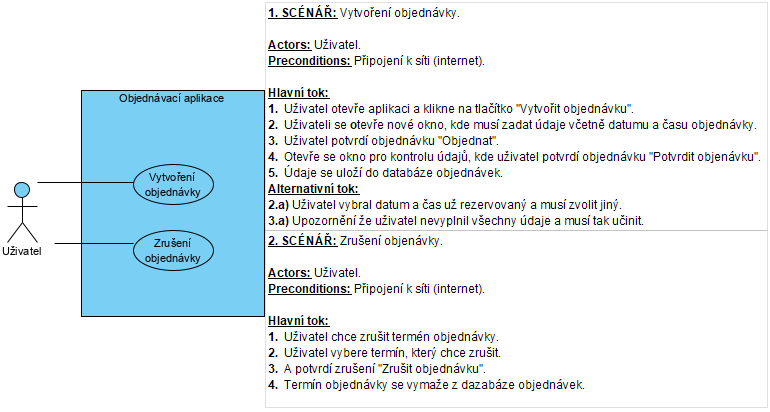 Objednávací aplikace
Vytvoření
objednávky
Zrušení
objednávky
Uživatel
1. SCÉNÁŘ: Vytvoření objednávky.
Actors: Uživatel.
Preconditions: Připojení k síti (internet).
Hlavní tok:
1. Uživatel otevře aplikaci a klikne na tlačítko "Vytvořit objednávku".
2. Uživateli se otevře nové okno, kde musí zadat údaje včetně datumu a času objednávky.
3. Uživatel potvrdí objednávku "Objednat".
4. Otevře se okno pro kontrolu údajů, kde uživatel potvrdí objednávku "Potvrdit objenávku".
5. Údaje se uloží do databáze objednávek.
Alternativní tok:
2.a) Uživatel vybral datum a čas už rezervovaný a musí zvolit jiný.
3.a) Upozornění že uživatel nevyplnil všechny údaje a musí tak učinit.
2. SCÉNÁŘ: Zrušení objenávky.
Actors: Uživatel.
Preconditions: Připojení k síti (internet).
Hlavní tok:
1. Uživatel chce zrušit termén objednávky.
2. Uživatel vybere termín, který chce zrušit.
3. A potvrdí zrušení "Zrušit objednávku".
4. Termín objednávky se vymaže z dazabáze objednávek.